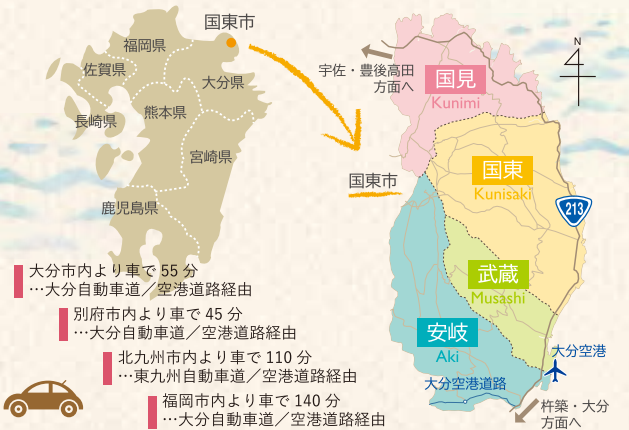 国東市
福岡県
佐賀県
大分県
長崎県
熊本県
宮崎県
鹿児島県
宇佐・豊後高田
方面へ
国見
Kunimi
N
国東市
国東
Kunisaki
213
武蔵
Musashi
安岐
Aki
大分空港
大分空港道路
杵築・大分
方面へ
大分市内より車で 55 分
…大分自動車道／空港道路経由
別府市内より車で 45 分
…大分自動車道／空港道路経由
北九州市内より車で 110 分
…東九州自動車道／空港道路経由
福岡市内より車で 140 分
…大分自動車道／空港道路経由